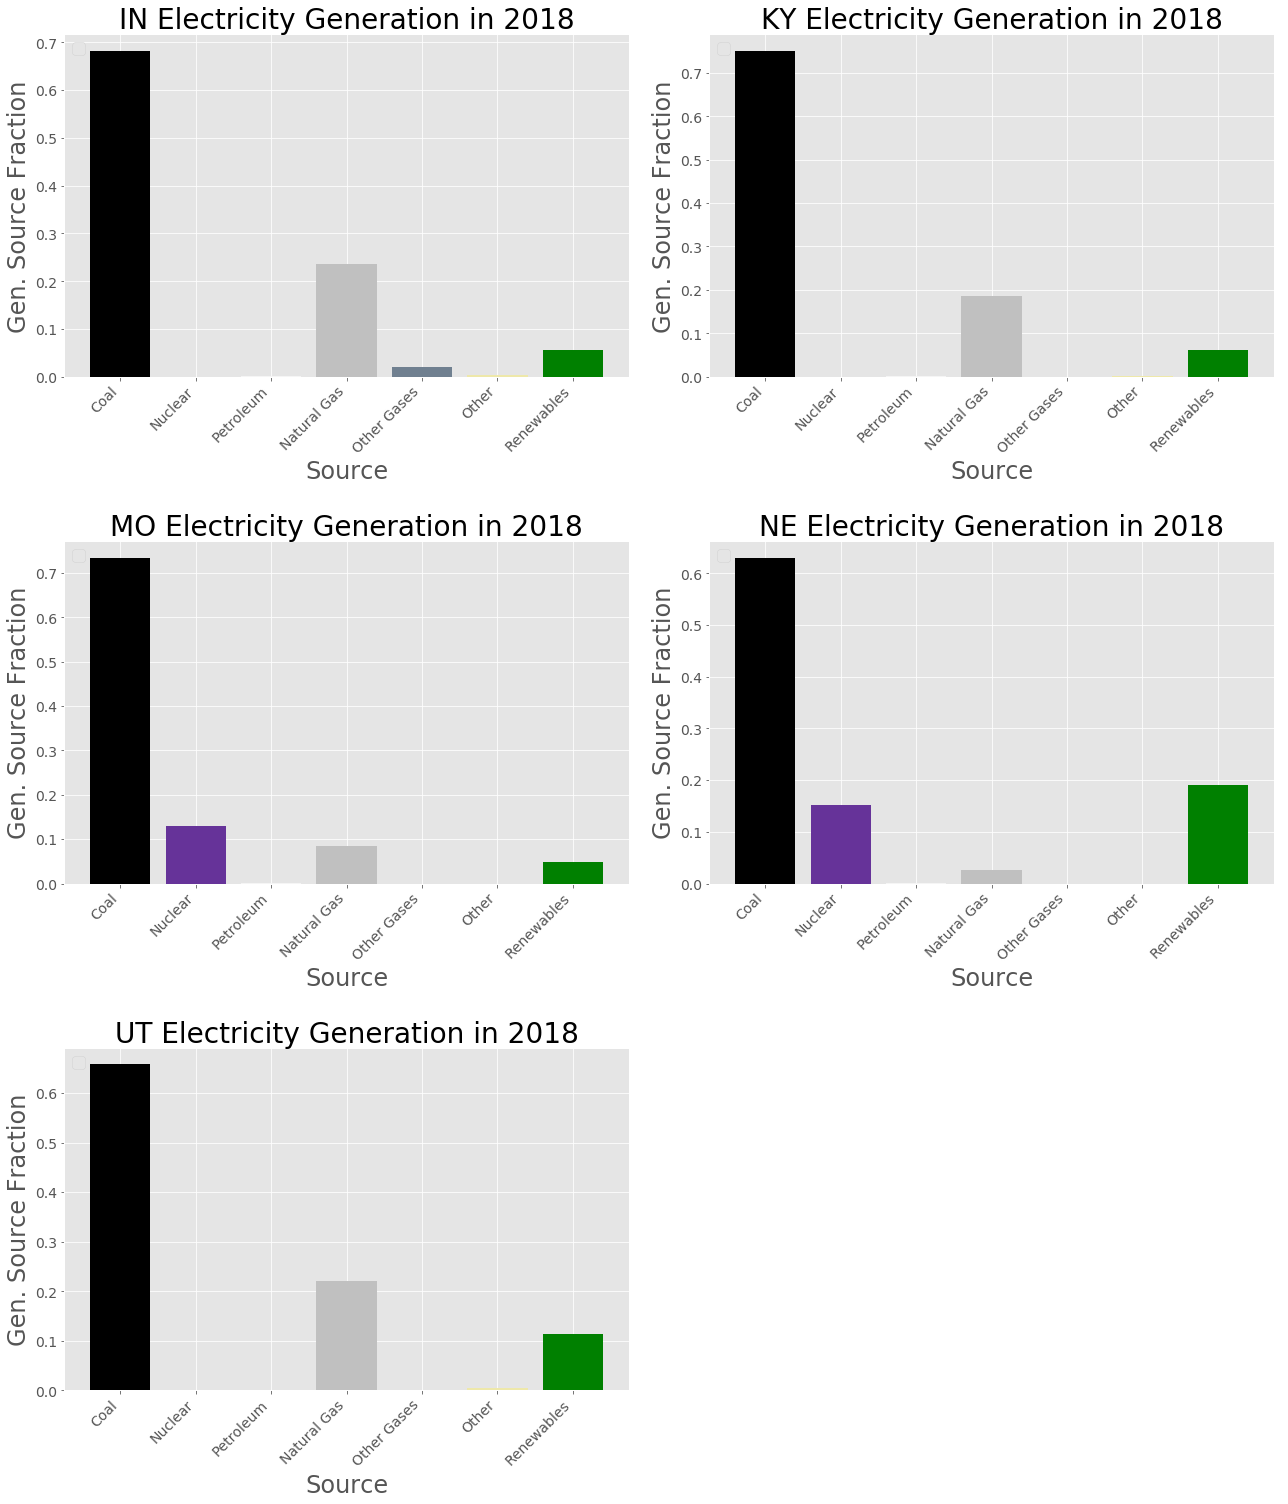 IN Electricity Generation in 2018
Gen. Source Fraction
0.7
0.6
0.5
0.4
0.3
0.2
0.1
0.0
Coal
Nuclear
Petroleum
Natural Gas
Other Gases
Other
Renewables
Source
KY Electricity Generation in 2018
Gen. Source Fraction
0.7
0.6
0.5
0.4
0.3
0.2
0.1
0.0
Coal
Nuclear
Petroleum
Natural Gas
Other Gases
Other
Renewables
Source
MO Electricity Generation in 2018
Gen. Source Fraction
0.7
0.6
0.5
0.4
0.3
0.2
0.1
0.0
Coal
Nuclear
Petroleum
Natural Gas
Other Gases
Other
Renewables
Source
NE Electricity Generation in 2018
Gen. Source Fraction
0.6
0.5
0.4
0.3
0.2
0.1
0.0
Coal
Nuclear
Petroleum
Natural Gas
Other Gases
Other
Renewables
Source
UT Electricity Generation in 2018
Gen. Source Fraction
0.6
0.5
0.4
0.3
0.2
0.1
0.0
Coal
Nuclear
Petroleum
Natural Gas
Other Gases
Other
Renewables
Source